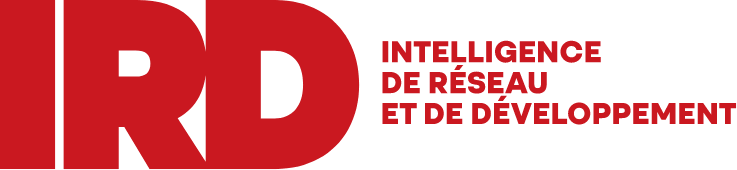 IRD
INTELLIGENCE
DE RÉSEAU
ET DE DÉVELOPPEMENT